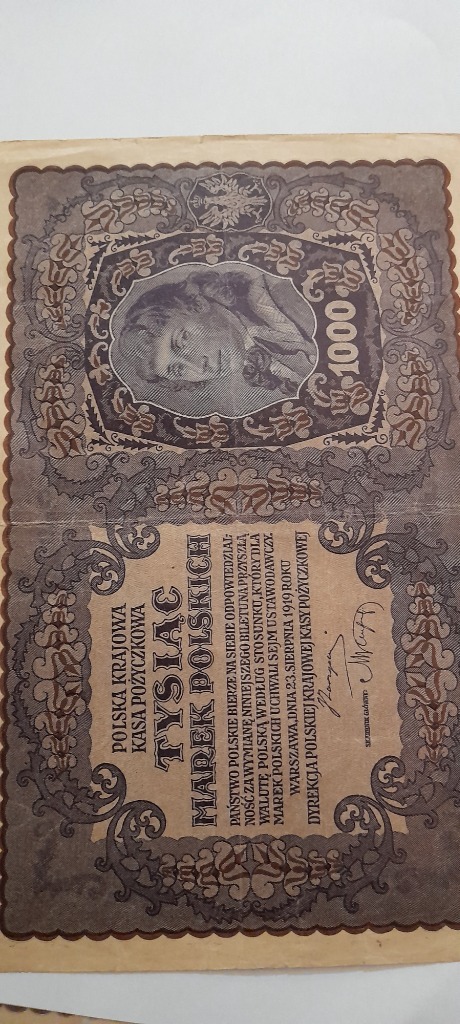 POLSKA KRAJOWA
KASA POŻYCZKOWA
TYSIĄC
MAREK POLSKICH
PAŃSTWO POLSKIE BIERZE NA SIEBIE ODPOWIEDZIAL-
NOŚĆ ZA WYMIANĘ NINIEJSZEGO BILETU NA PRZYSZŁĄ
WALUTĘ POLSKĄ WEDŁUG STOSUNKU, KTÓRY DLA
MAREK POLSKICH UCHWALI SEJM USTAWODAWCZY.
WARSZAWA, DNIA 23. SIERPNIA 1919 ROKU
DYREKCJA POLSKIEJ KRAJOWEJ KASY POŻYCZKOWEJ
1000